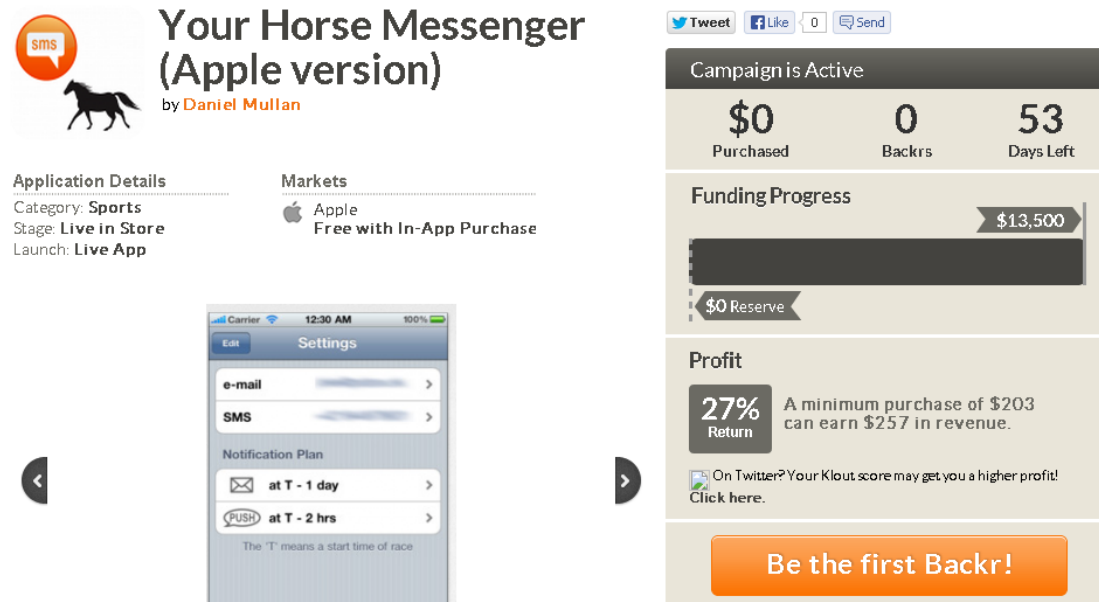 sms
Your Horse Messenger
(Apple version)
by Daniel Mullan
Application Details
Category: Sports
Stage: Live in Store
Launch: Live App
Markets
Apple
Free with In-App Purchase
Carrier 12:30 AM 100%
Edit Settings
e-mail
SMS
Notification Plan
at T - 1 day
PUSH at T - 2 hrs
The 'T' means a start time of race
Tweet Like 0 Send
Campaign is Active
$0 0 53
Purchased Backrs Days Left
Funding Progress
$13,500
$0 Reserve
Profit
27%
Return
A minimum purchase of $203
can earn $257 in revenue.
On Twitter? Your Klout score may get you a higher profit!
Click here.
Be the first Backr!